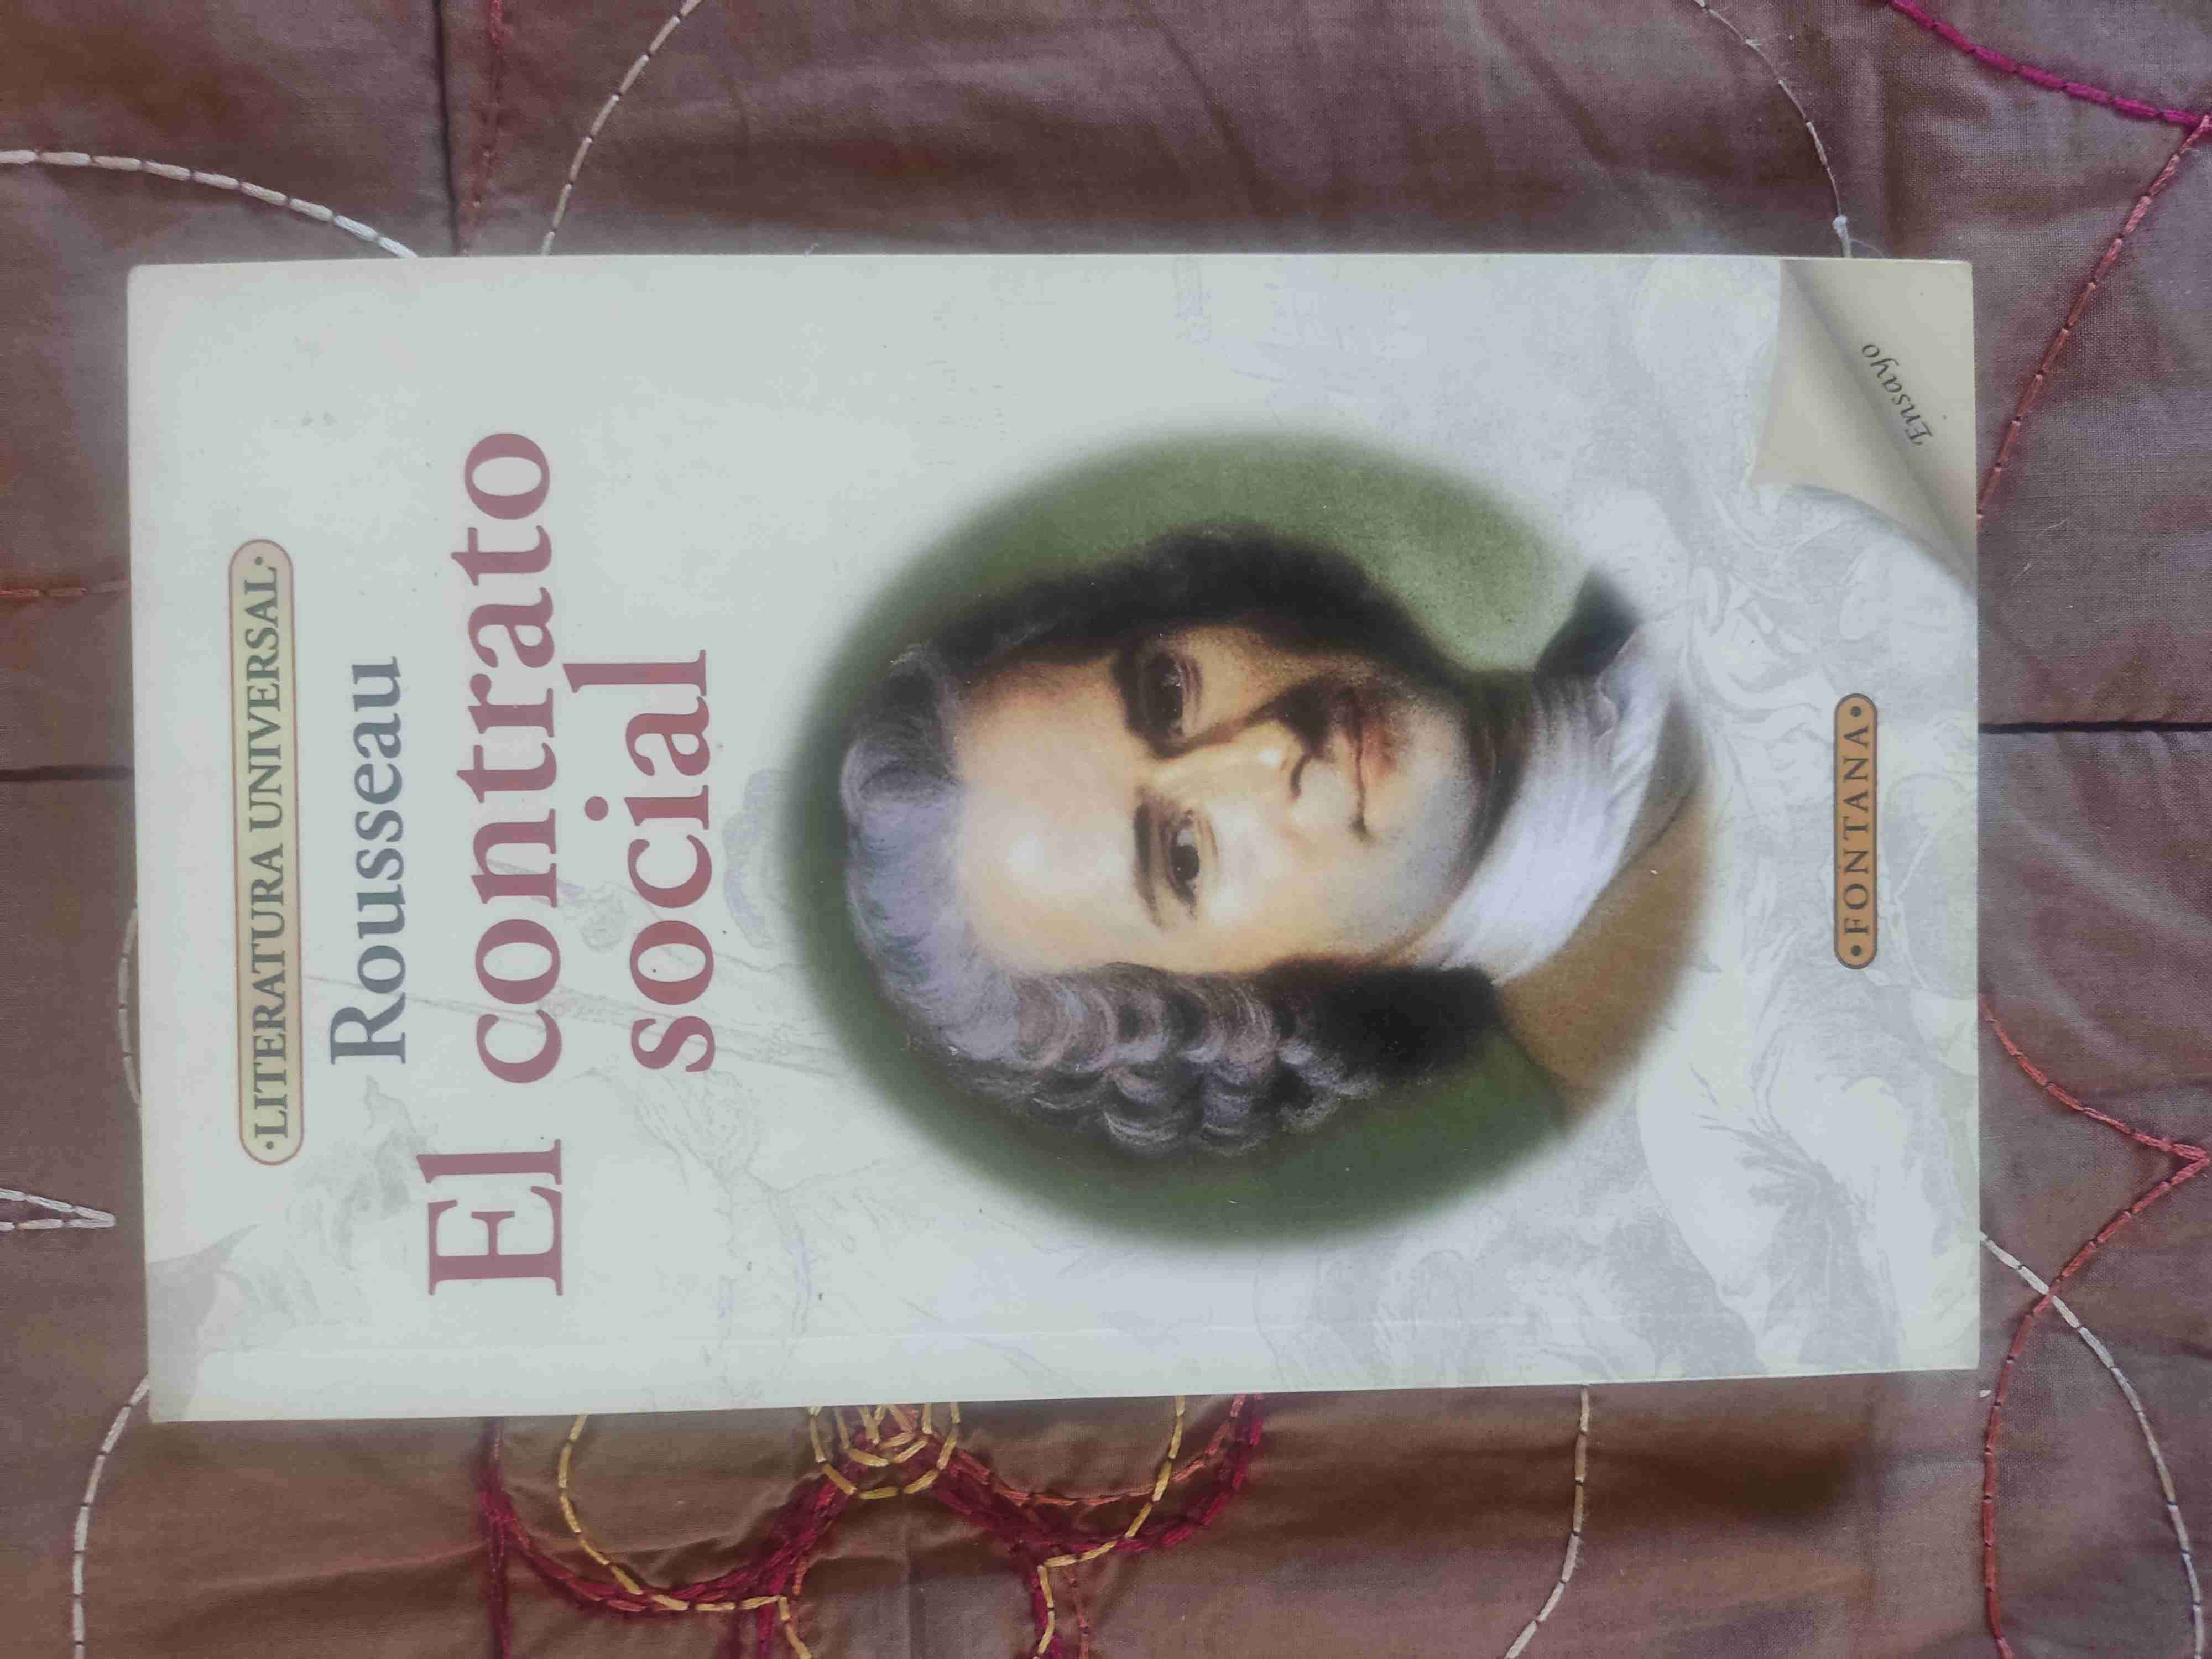 ·LITERATURA UNIVERSAL·
Rousseau
El contrato
social
•FONTANA•
Ensayo